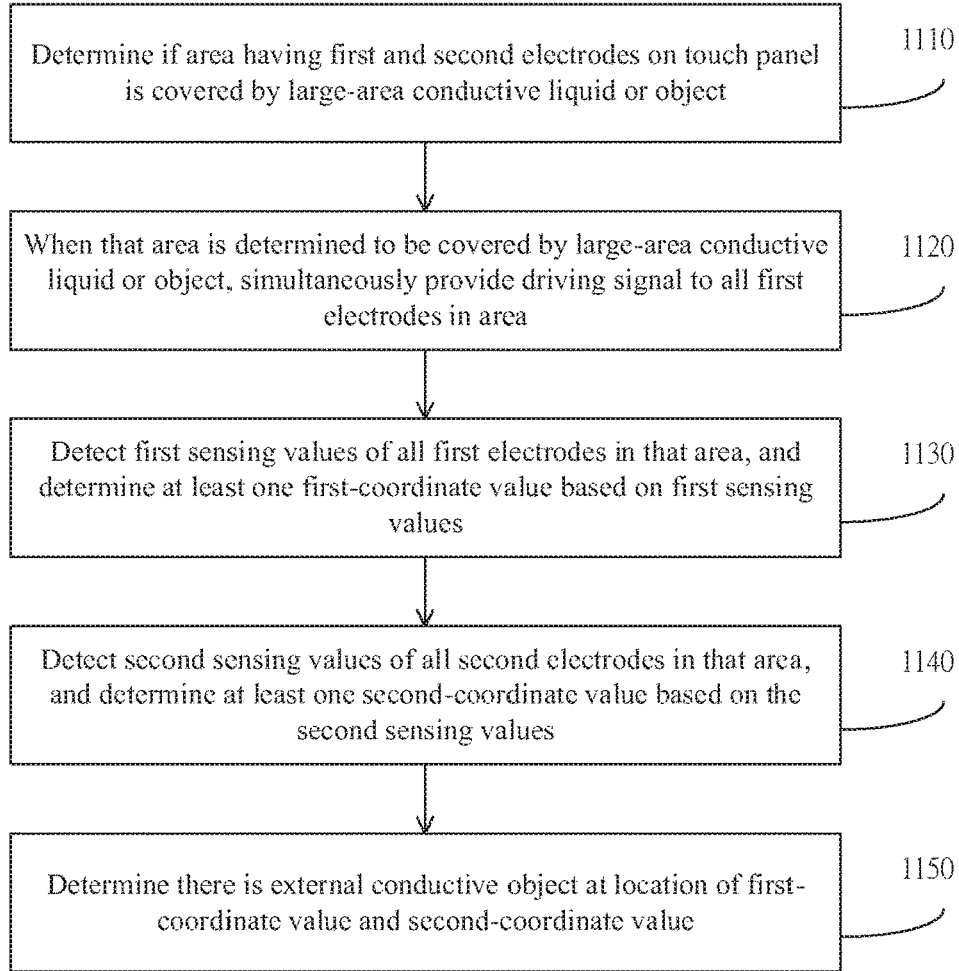 Determine if area having first and second electrodes on touch panel
is covered by large-area conductive liquid or object
1110
When that area is determined to be covered by large-area conductive
liquid or object, simultaneously provide driving signal to all first
electrodes in area
1120
Detect first sensing values of all first electrodes in that area, and
determine at least one first-coordinate value based on first sensing
values
1130
Detect second sensing values of all second electrodes in that area,
and determine at least one second-coordinate value based on the
second sensing values
1140
Determine there is external conductive object at location of first-
coordinate value and second-coordinate value
1150